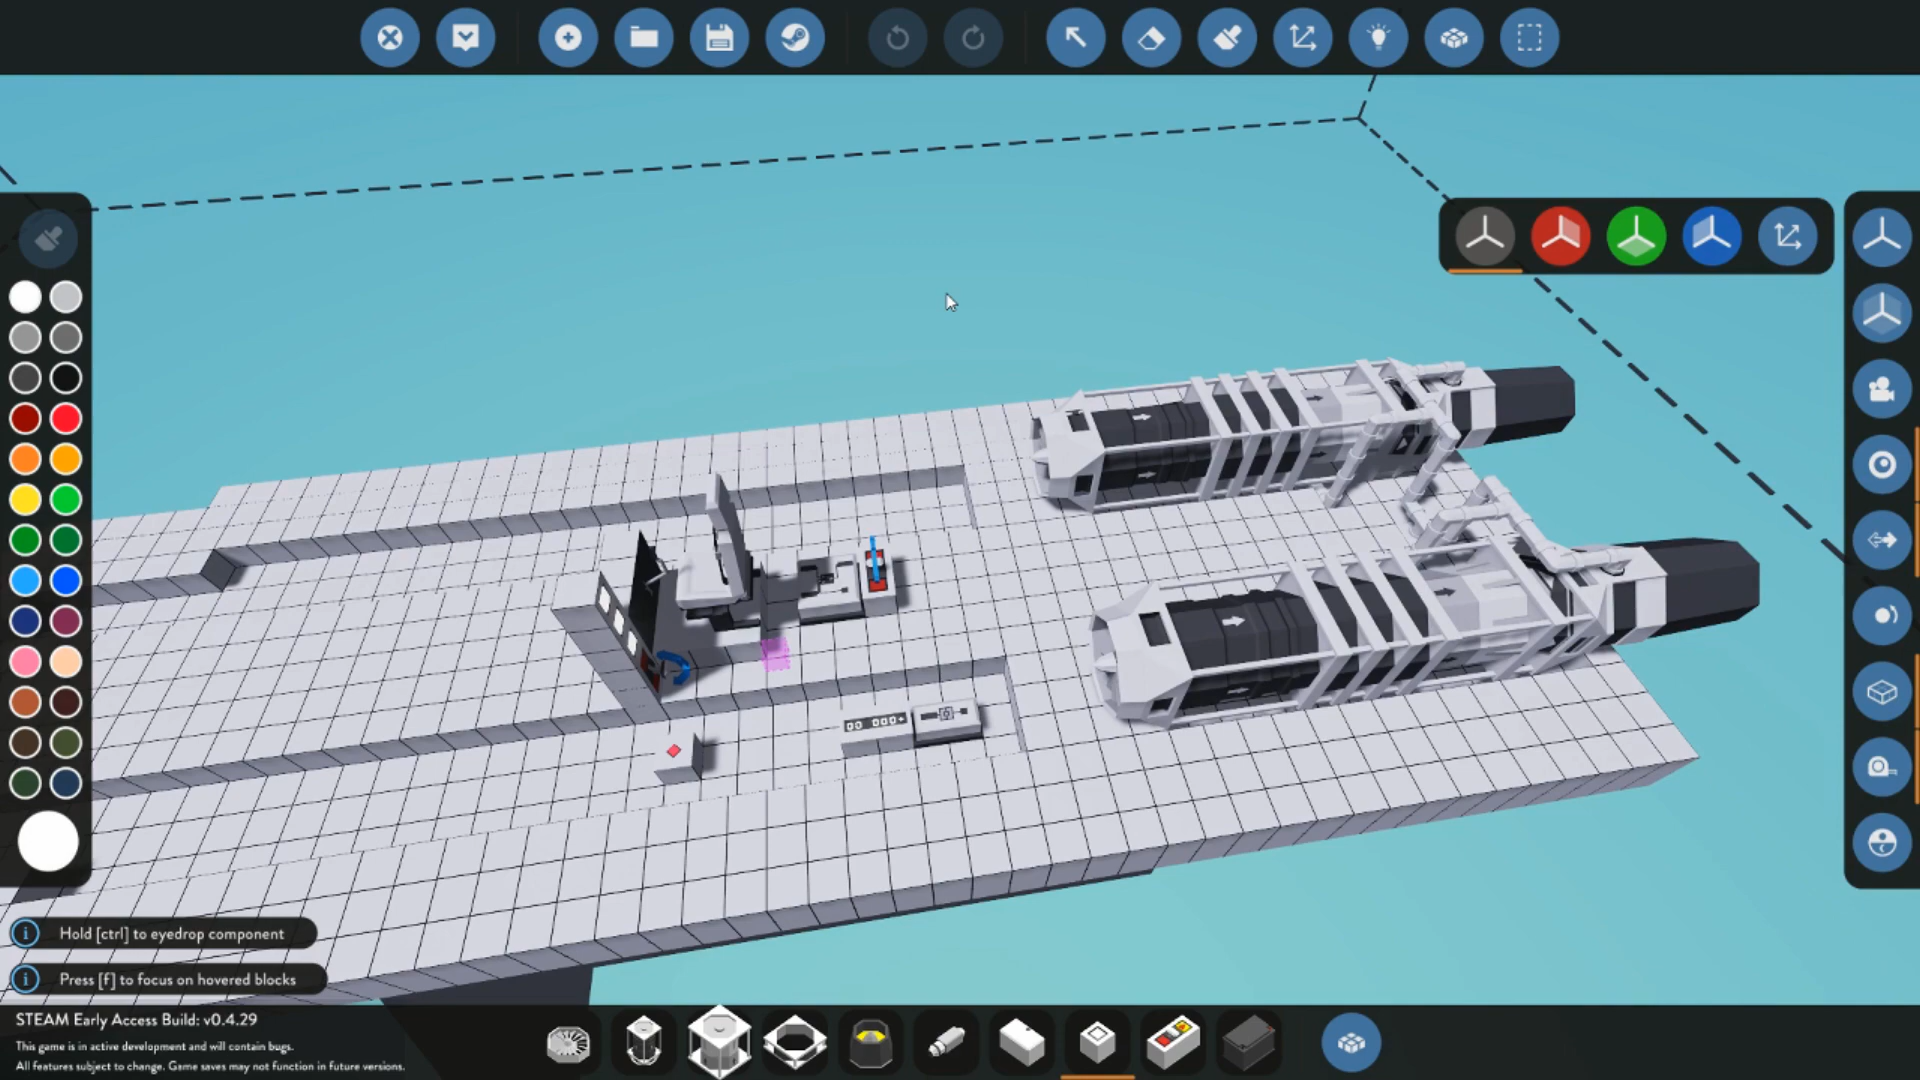 Hold [ctrl] to eyedrop component
Press [f] to focus on hovered blocks
STEAM Early Access Build: v0.4.29
This game is in active development and will contain bugs.
All features subject to change. Game saves may not function in future versions.